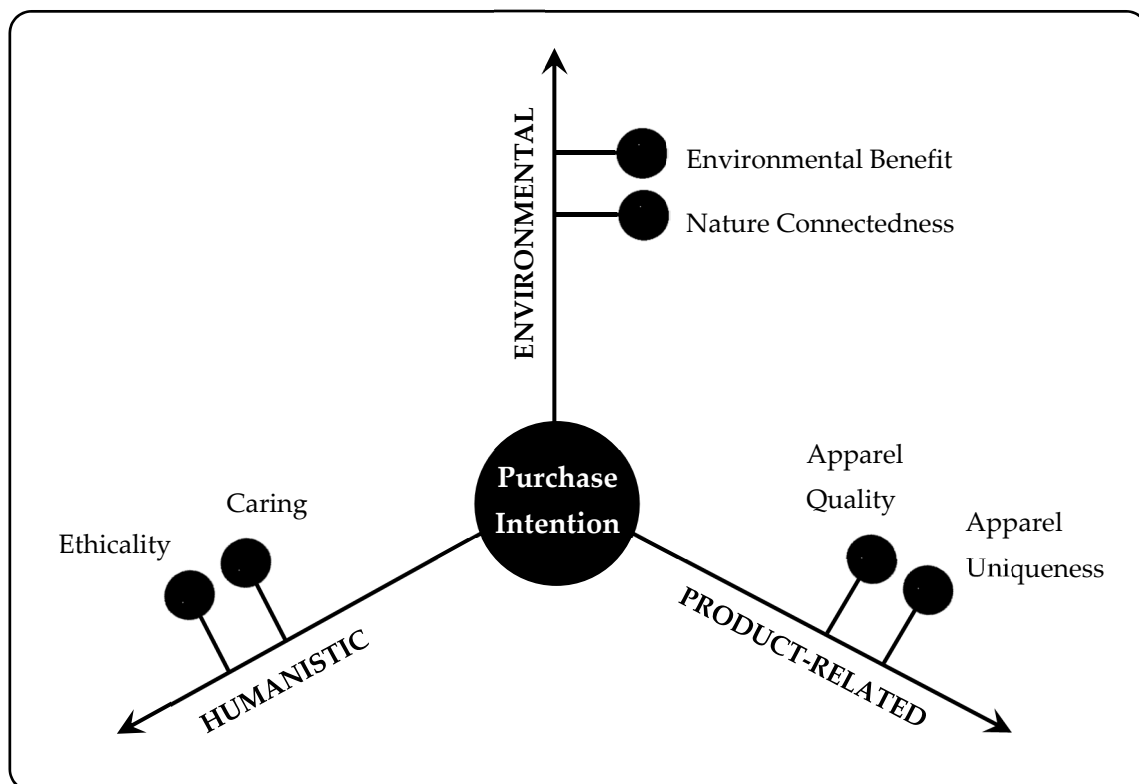 ENVIRONMENTAL
Environmental Benefit
Nature Connectedness
Purchase
Intention
Caring
Ethicality
HUMANISTIC
Apparel
Quality
Apparel
Uniqueness
PRODUCT-RELATED